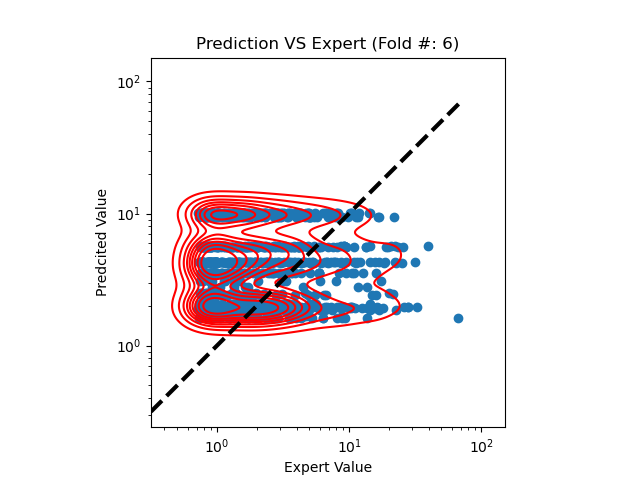 Prediction VS Expert (Fold #: 6)
10²
10¹
10⁰
Predcited Value
10⁰ 10¹ 10²
Expert Value